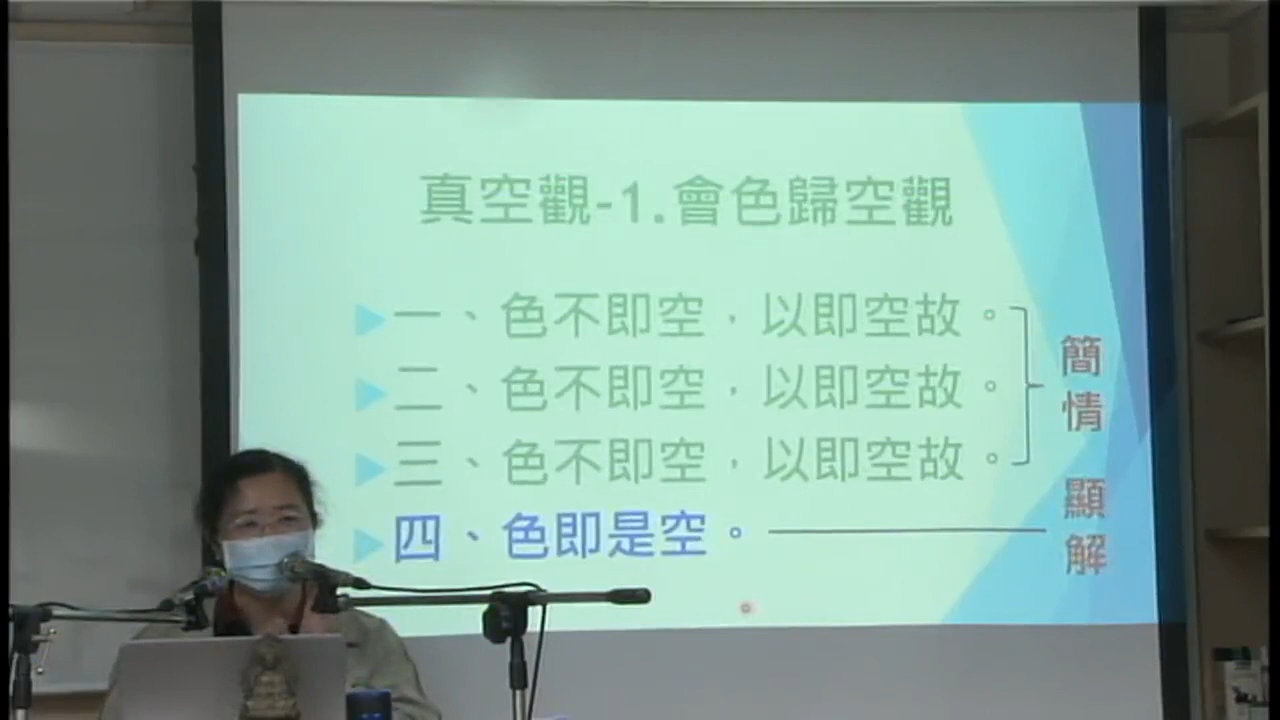 真空觀-1.會色歸空觀
一、色不即空，以即空故。
二、色不即空，以即空故。
三、色不即空，以即空故。
簡情
四、色即是空。
顯解